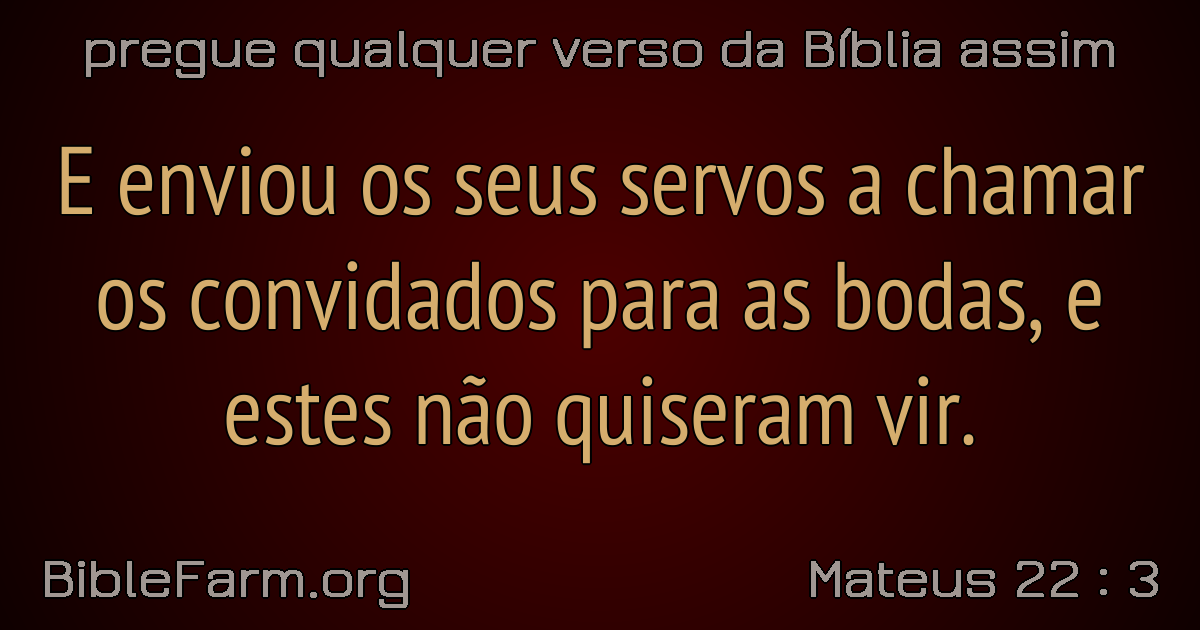 pregue qualquer verso da Bíblia assim
E enviou os seus servos a chamar
os convidados para as bodas, e
estes não quiseram vir.
BibleFarm.org
Mateus 22 : 3